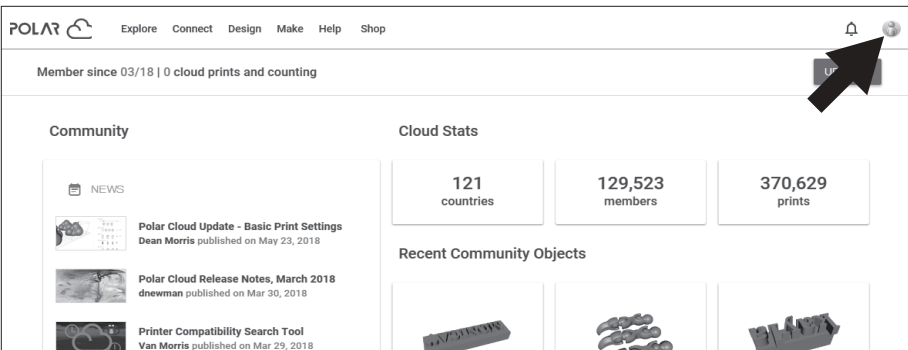 POLAR
Explore Connect Design Make Help Shop
Member since 03/18 | 0 cloud prints and counting
Community
Cloud Stats
NEWS
121
countries
129,523
members
370,629
prints
Polar Cloud Update - Basic Print Settings
Dean Morris published on May 23, 2018
Recent Community Objects
Polar Cloud Release Notes, March 2018
dnewman published on Mar 30, 2018
Printer Compatibility Search Tool
Van Morris published on Mar 29, 2018